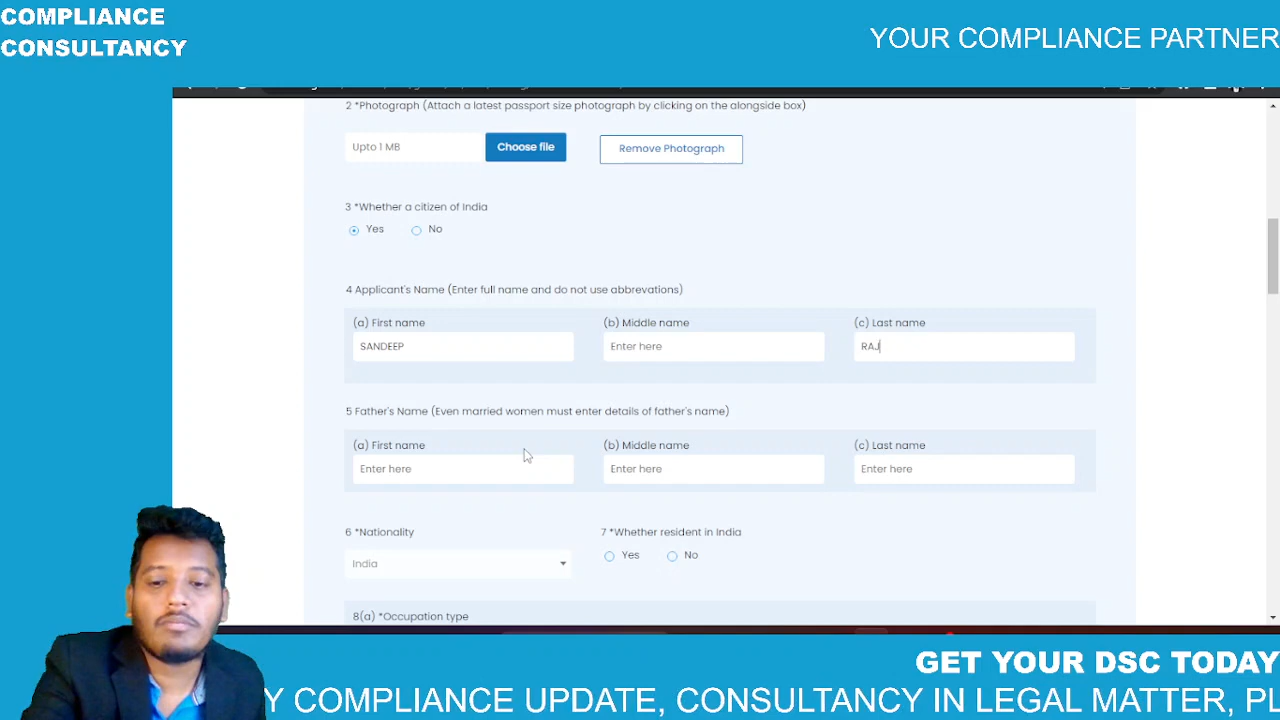 COMPLIANCE
CONSULTANCY
YOUR COMPLIANCE PARTNER
2 *Photograph (Attach a latest passport size photograph by clicking on the alongside box)
Upto 1 MB
Choose file
Remove Photograph
3 *Whether a citizen of India
Yes
No
4 Applicant's Name (Enter full name and do not use abbrevations)
(a) First name
(b) Middle name
(c) Last name
SANDEEP
Enter here
RAJ
5 Father's Name (Even married women must enter details of father's name)
(a) First name
(b) Middle name
(c) Last name
Enter here
Enter here
Enter here
6 *Nationality
7 *Whether resident in India
India
Yes
No
8(a) *Occupation type
GET YOUR DSC TODAY
Y COMPLIANCE UPDATE, CONSULTANCY IN LEGAL MATTER, PL